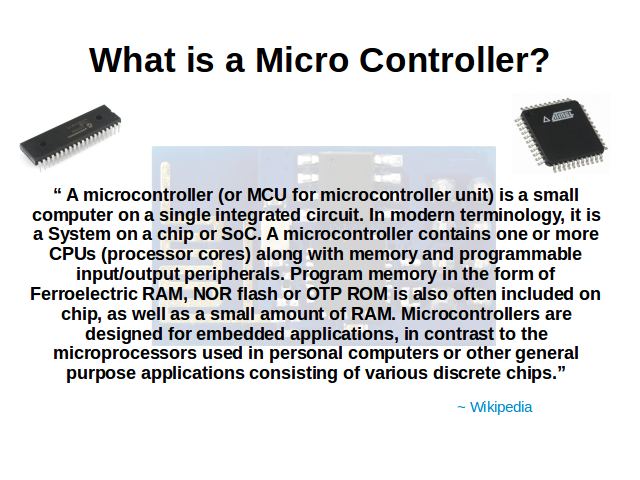 What is a Micro Controller?
ATMEL
“ A microcontroller (or MCU for microcontroller unit) is a small
computer on a single integrated circuit. In modern terminology, it is
a System on a chip or SoC. A microcontroller contains one or more
CPUs (processor cores) along with memory and programmable
input/output peripherals. Program memory in the form of
Ferroelectric RAM, NOR flash or OTP ROM is also often included on
chip, as well as a small amount of RAM. Microcontrollers are
designed for embedded applications, in contrast to the
microprocessors used in personal computers or other general
purpose applications consisting of various discrete chips.”
~ Wikipedia